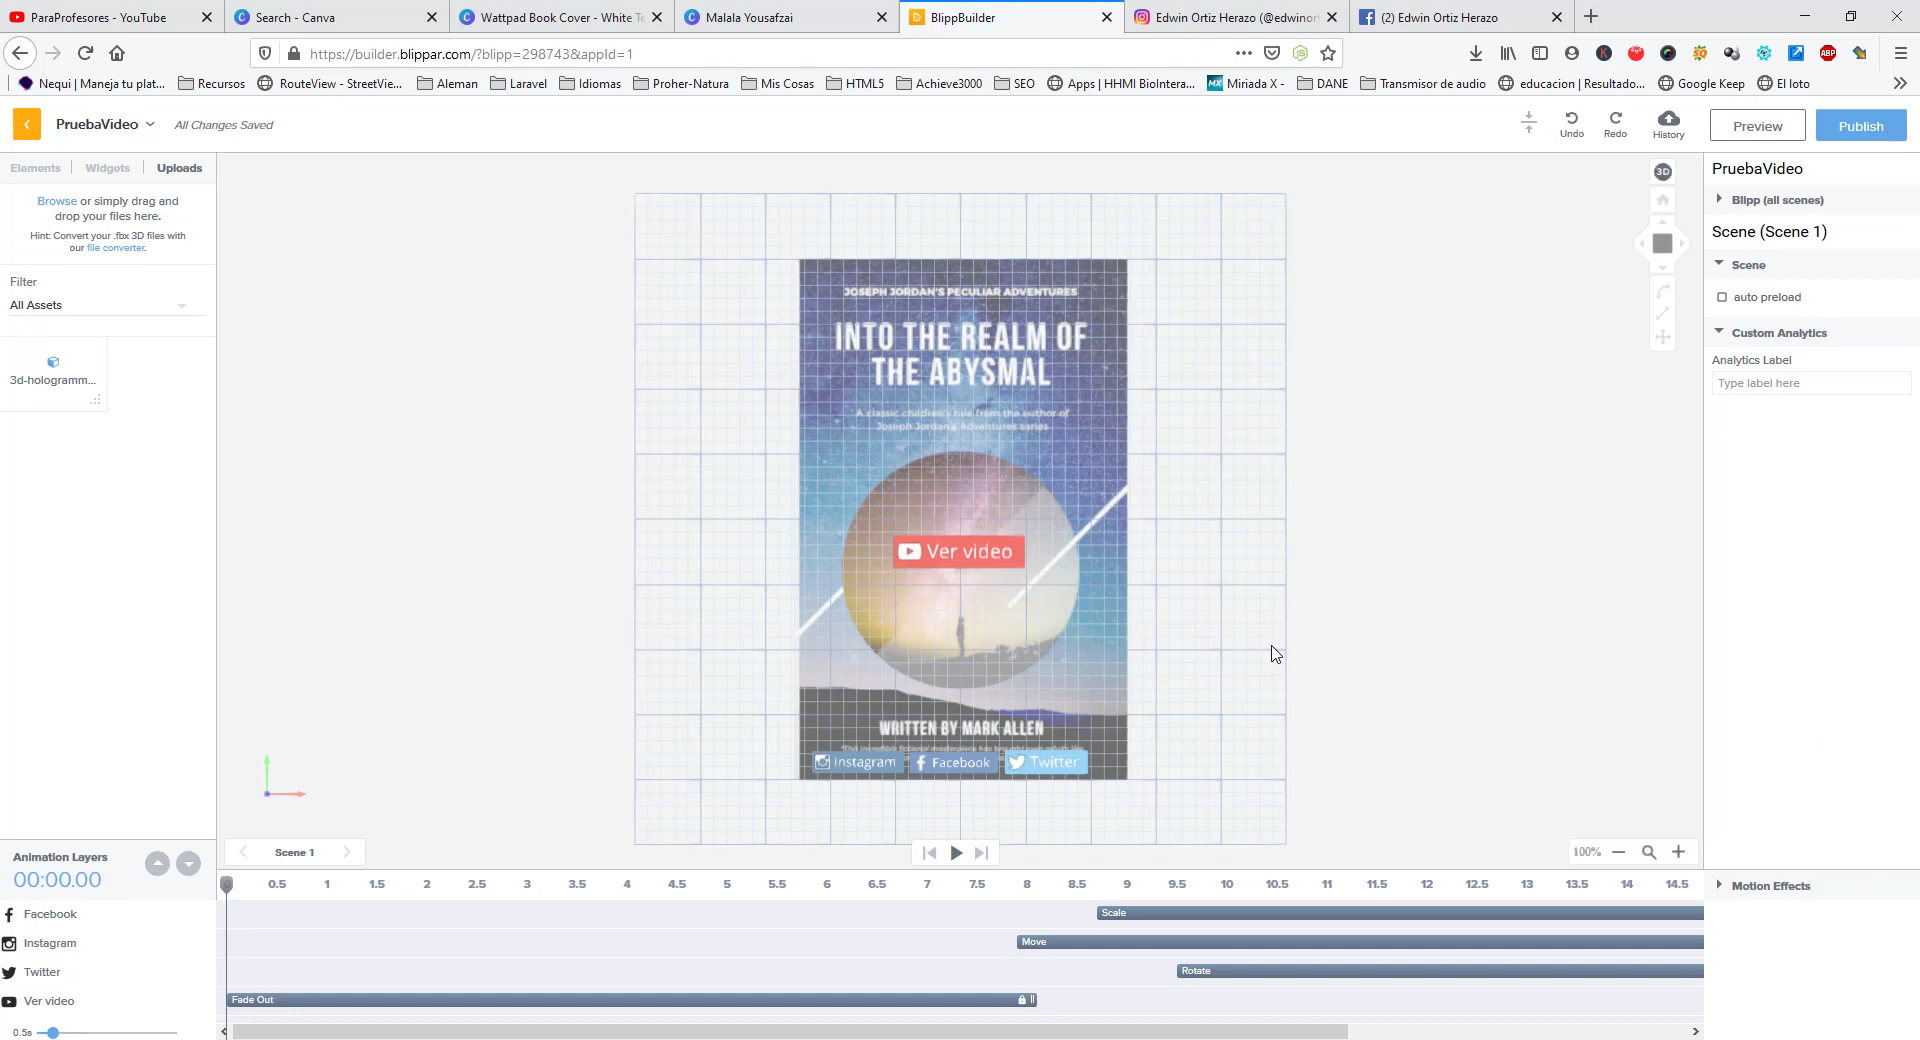 ParaProfesores - YouTube
Search - Canva
Wattpad Book Cover - White Te
Malala Yousafzai
BlippBuilder
Edwin Ortiz Herazo (@edwinor
(2) Edwin Ortiz Herazo
https://builder.blippar.com/?blipp=298743&appId=1
Nequi | Maneja tu plat...
Recursos
RouteView - StreetVie...
Aleman
Laravel
Idiomas
Proher-Natura
Mis Cosas
HTML5
Achieve3000
SEO
Apps | HHMI BioIntera...
Miriada X -
DANE
Transmisor de audio
educacion | Resultado...
Google Keep
El loto
PruebaVideo
All Changes Saved
Undo
Redo
History
Preview
Publish
Elements
Widgets
Uploads
Browse or simply drag and
drop your files here.
Hint: Convert your .fbx 3D files with
our file converter.
Filter
All Assets
3d-hologramm...
JOSEPH JORDAN'S PECULIAR ADVENTURES
INTO THE REALM OF
THE ABYSMAL
A classic children's tale from the author of
Joseph Jordan's Adventures series
Ver video
WRITTEN BY MARK ALLEN
Instagram
Facebook
Twitter
3D
PruebaVideo
Blipp (all scenes)
Scene (Scene 1)
Scene
auto preload
Custom Analytics
Analytics Label
Type label here
Scene 1
100%
Animation Layers
00:00.00
0 0.5 1 1.5 2 2.5 3 3.5 4 4.5 5 5.5 6 6.5 7 7.5 8 8.5 9 9.5 10 10.5 11 11.5 12 12.5 13 13.5 14 14.5
Motion Effects
Facebook
Scale
Instagram
Move
Twitter
Rotate
Ver video
Fade Out
0.5s